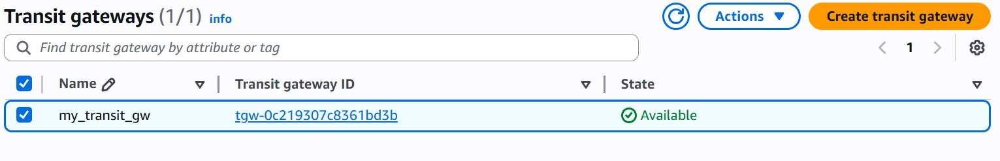 Transit gateways (1/1) info Actions Create transit gateway
Find transit gateway by attribute or tag 1
Name Transit gateway ID State
my_transit_gw tgw-0c219307c8361bd3b Available